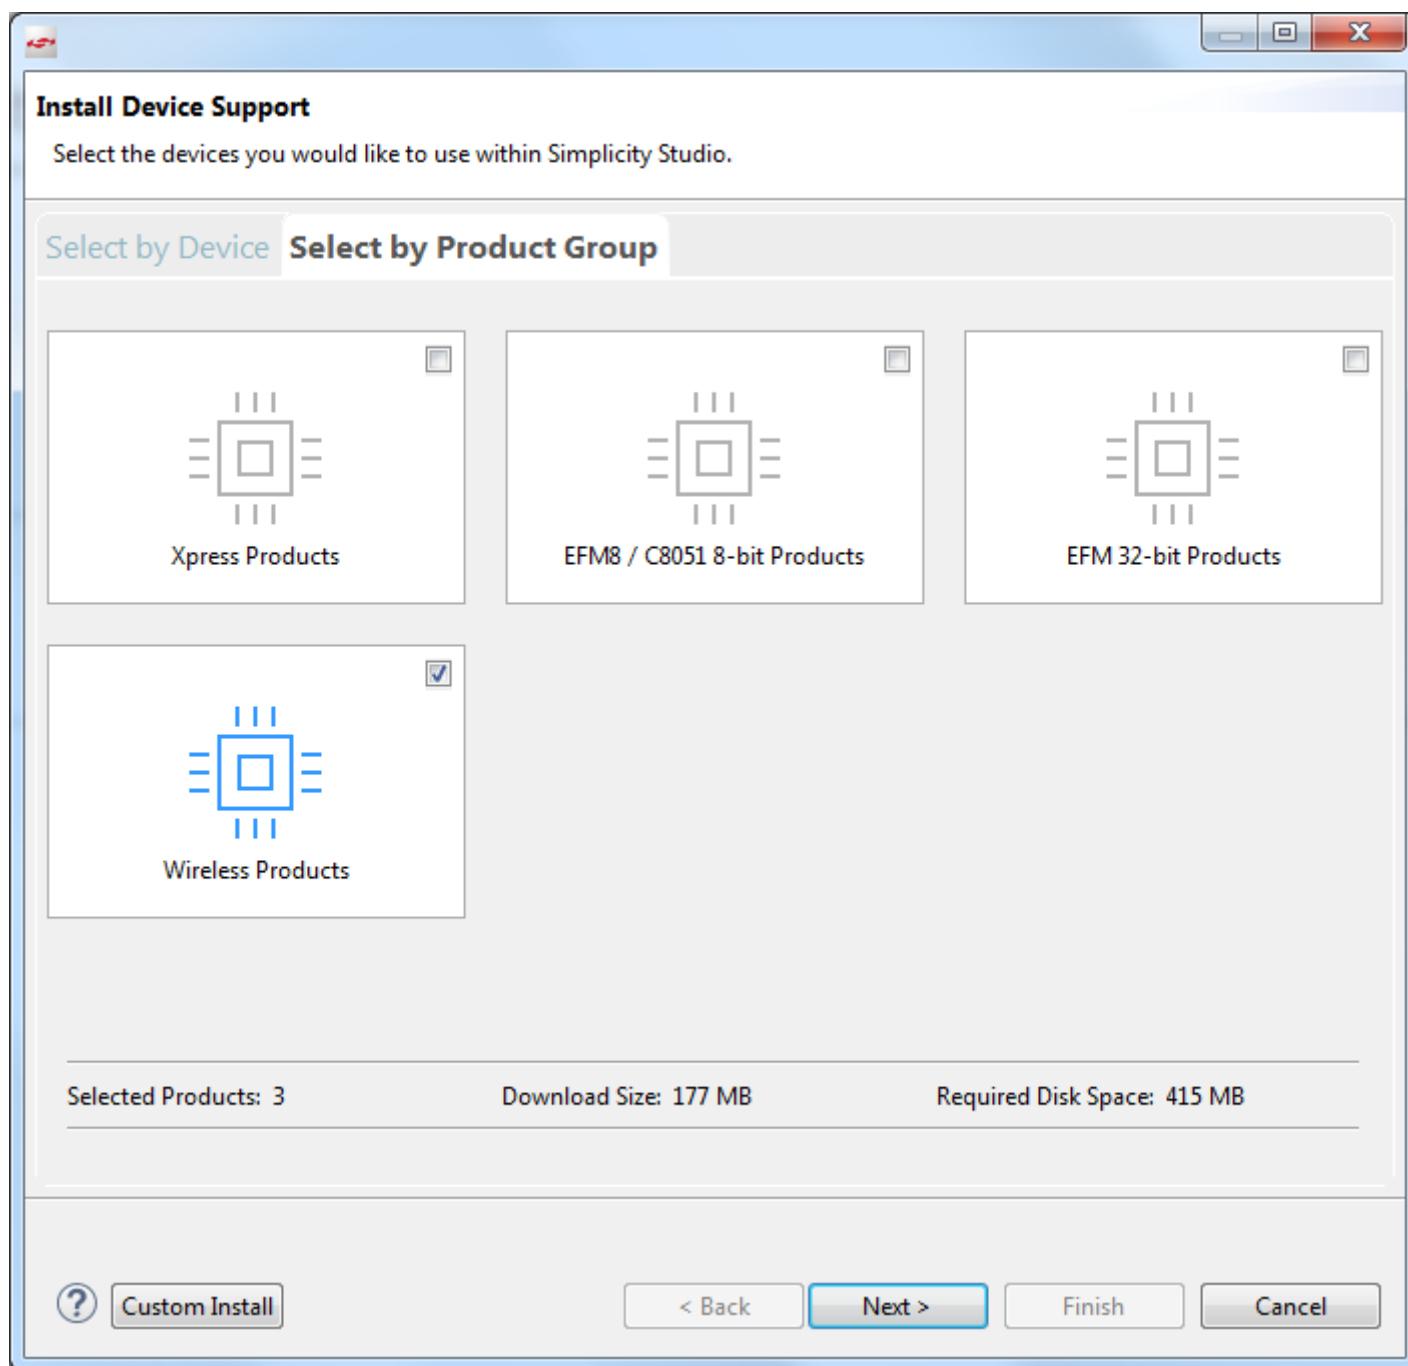 Install Device Support
Select the devices you would like to use within Simplicity Studio.
Select by Device Select by Product Group
Xpress Products
EFM8 / C8051 8-bit Products
EFM 32-bit Products
Wireless Products
Selected Products: 3 Download Size: 177 MB Required Disk Space: 415 MB
? Custom Install < Back Next > Finish Cancel